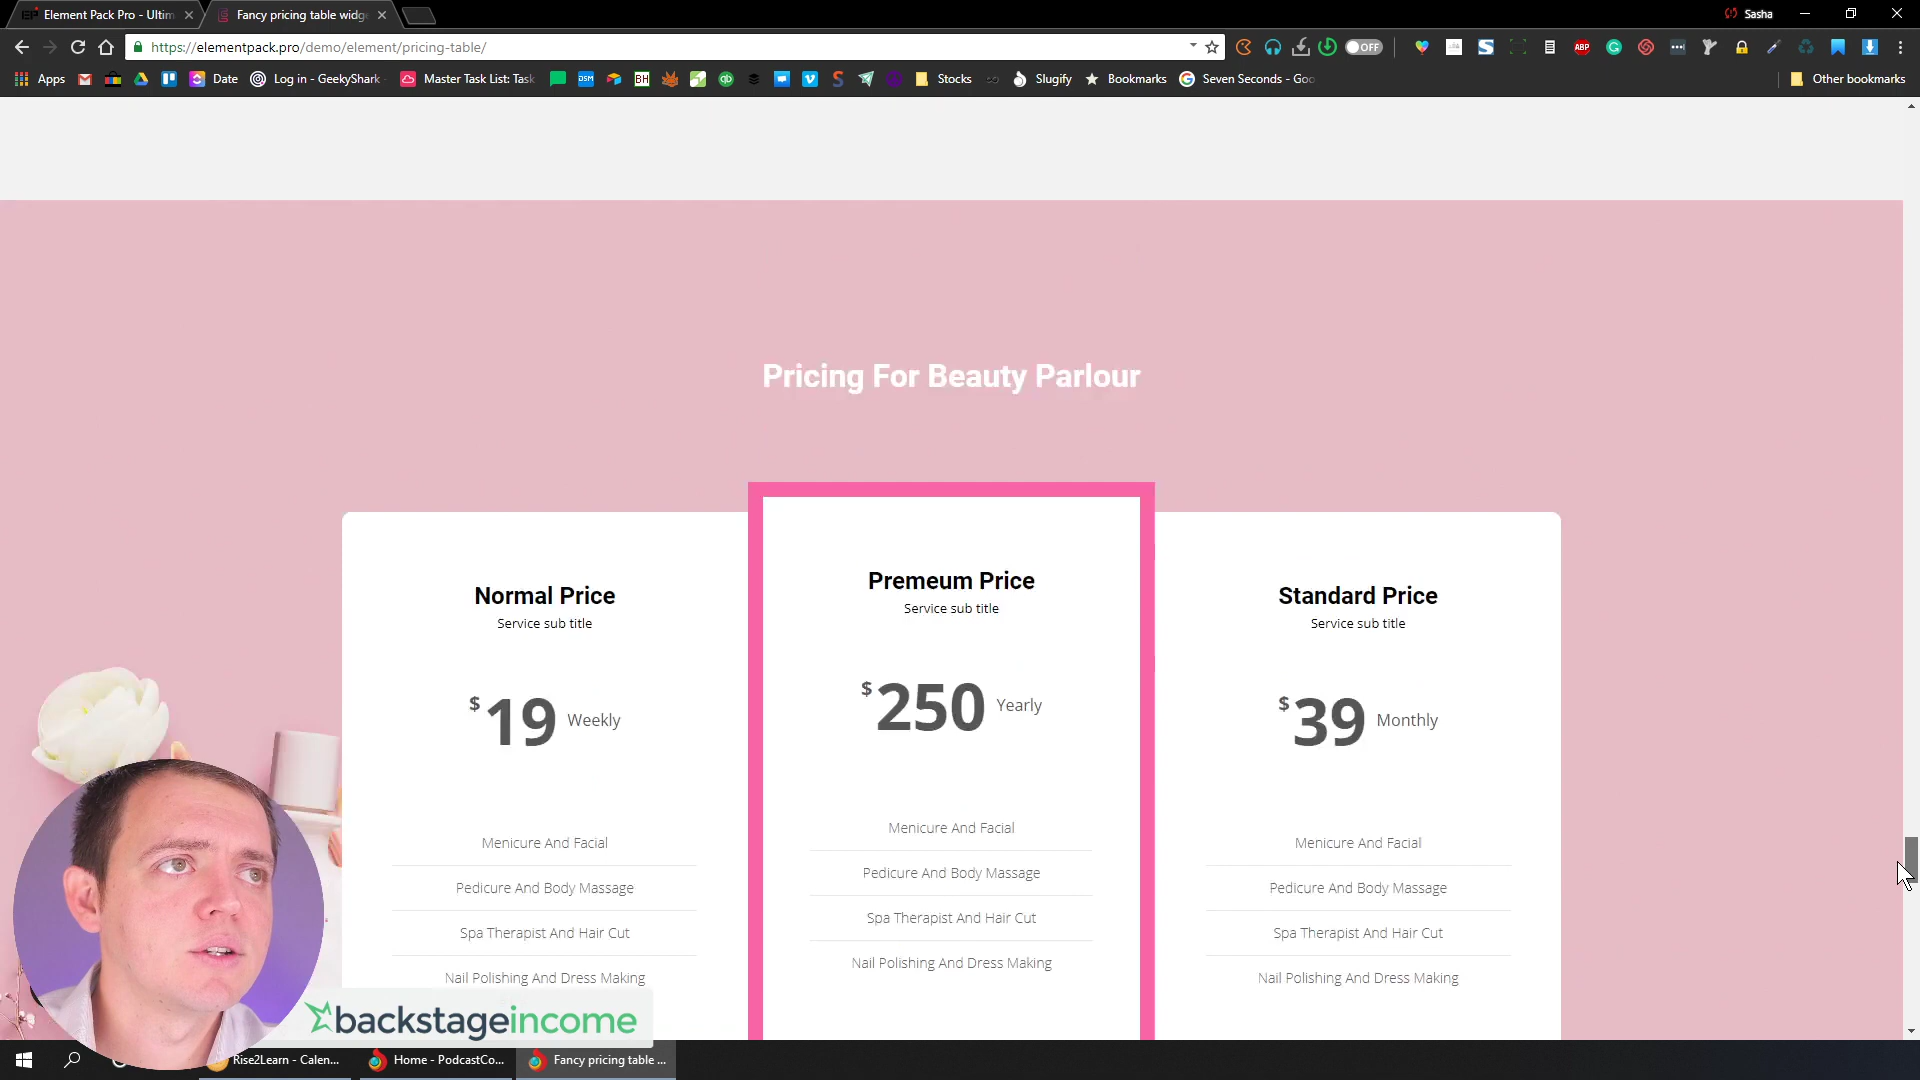 Element Pack Pro - Ultim
Fancy pricing table widg
Sasha
https://elementpack.pro/demo/element/pricing-table/
OFF
ABP
Apps
Date
Log in - GeekyShark
Master Task List: Task
DSM
BH
Stocks
Slugify
Bookmarks
Seven Seconds - Goo
Other bookmarks
Pricing For Beauty Parlour
Normal Price
Service sub title
$19 Weekly
Menicure And Facial
Pedicure And Body Massage
Spa Therapist And Hair Cut
Nail Polishing And Dress Making
Premeum Price
Service sub title
$250 Yearly
Menicure And Facial
Pedicure And Body Massage
Spa Therapist And Hair Cut
Nail Polishing And Dress Making
Standard Price
Service sub title
$39 Monthly
Menicure And Facial
Pedicure And Body Massage
Spa Therapist And Hair Cut
Nail Polishing And Dress Making
backstageincome
Rise2Learn - Calen...
Home - PodcastCo...
Fancy pricing table ...